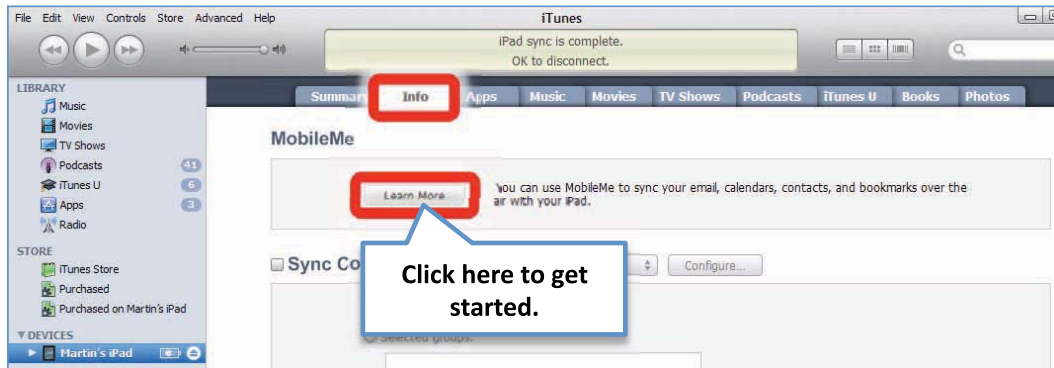 File Edit View Controls Store Advanced Help
iTunes
iPad sync is complete.
OK to disconnect.
LIBRARY
Music
Movies
TV Shows
Podcasts 41
iTunes U 6
Apps 3
Radio
STORE
iTunes Store
Purchased
Purchased on Martin's iPad
DEVICES
Martin's iPad
Summary Info Apps Music Movies TV Shows Podcasts iTunes U Books Photos
MobileMe
Learn More
You can use MobileMe to sync your email, calendars, contacts, and bookmarks over the
air with your iPad.
Sync Co
Configure...
Click here to get
started.
Selected groups: